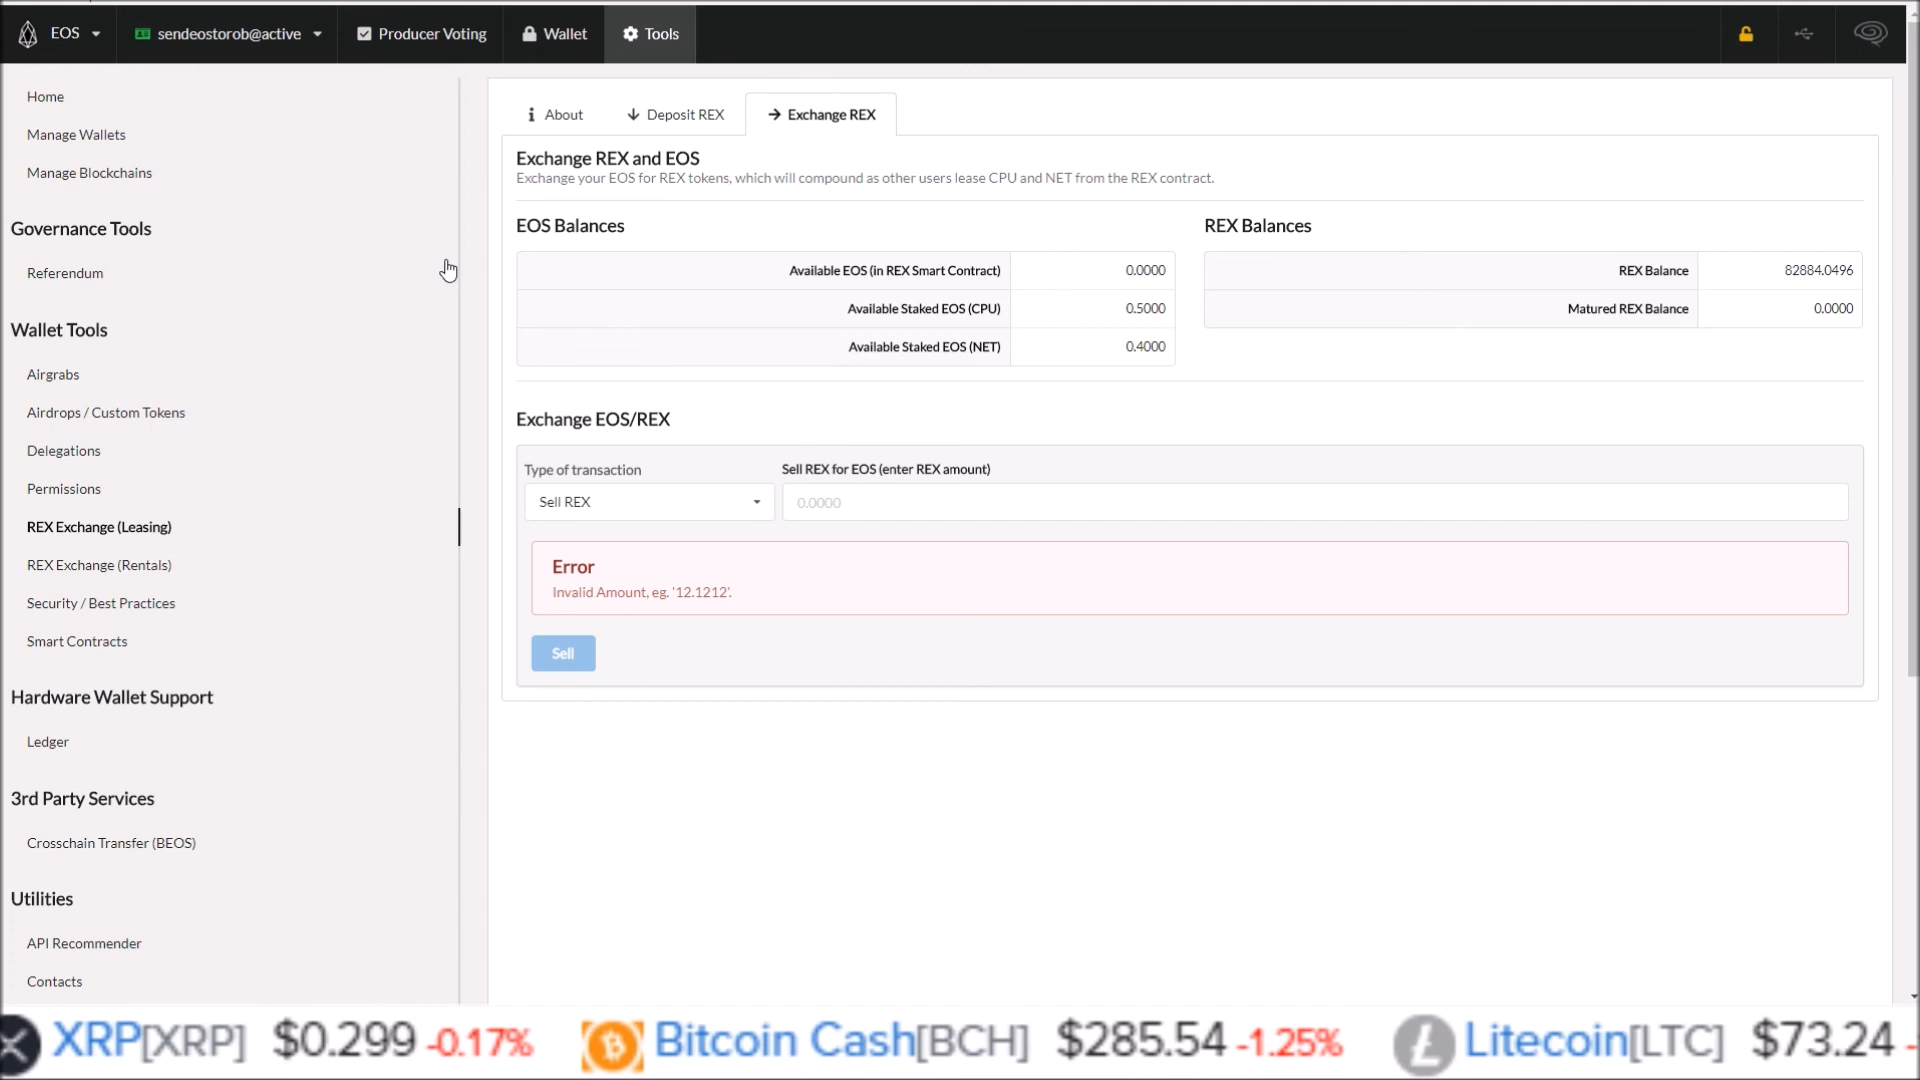 EOS
sendeostorob@active
Producer Voting
Wallet
Tools
Home
Manage Wallets
Manage Blockchains
Governance Tools
Referendum
Wallet Tools
Airgrabs
Airdrops / Custom Tokens
Delegations
Permissions
REX Exchange (Leasing)
REX Exchange (Rentals)
Security / Best Practices
Smart Contracts
Hardware Wallet Support
Ledger
3rd Party Services
Crosschain Transfer (BEOS)
Utilities
API Recommender
Contacts
About
Deposit REX
Exchange REX
Exchange REX and EOS
Exchange your EOS for REX tokens, which will compound as other users lease CPU and NET from the REX contract.
EOS Balances
Available EOS (in REX Smart Contract) 0.0000
Available Staked EOS (CPU) 0.5000
Available Staked EOS (NET) 0.4000
REX Balances
REX Balance 82884.0496
Matured REX Balance 0.0000
Exchange EOS/REX
Type of transaction
Sell REX
Sell REX for EOS (enter REX amount)
0.0000
Error
Invalid Amount, eg. '12.1212'.
Sell
XRP[XRP] $0.299 -0.17% Bitcoin Cash[BCH] $285.54 -1.25% Litecoin[LTC] $73.24 -